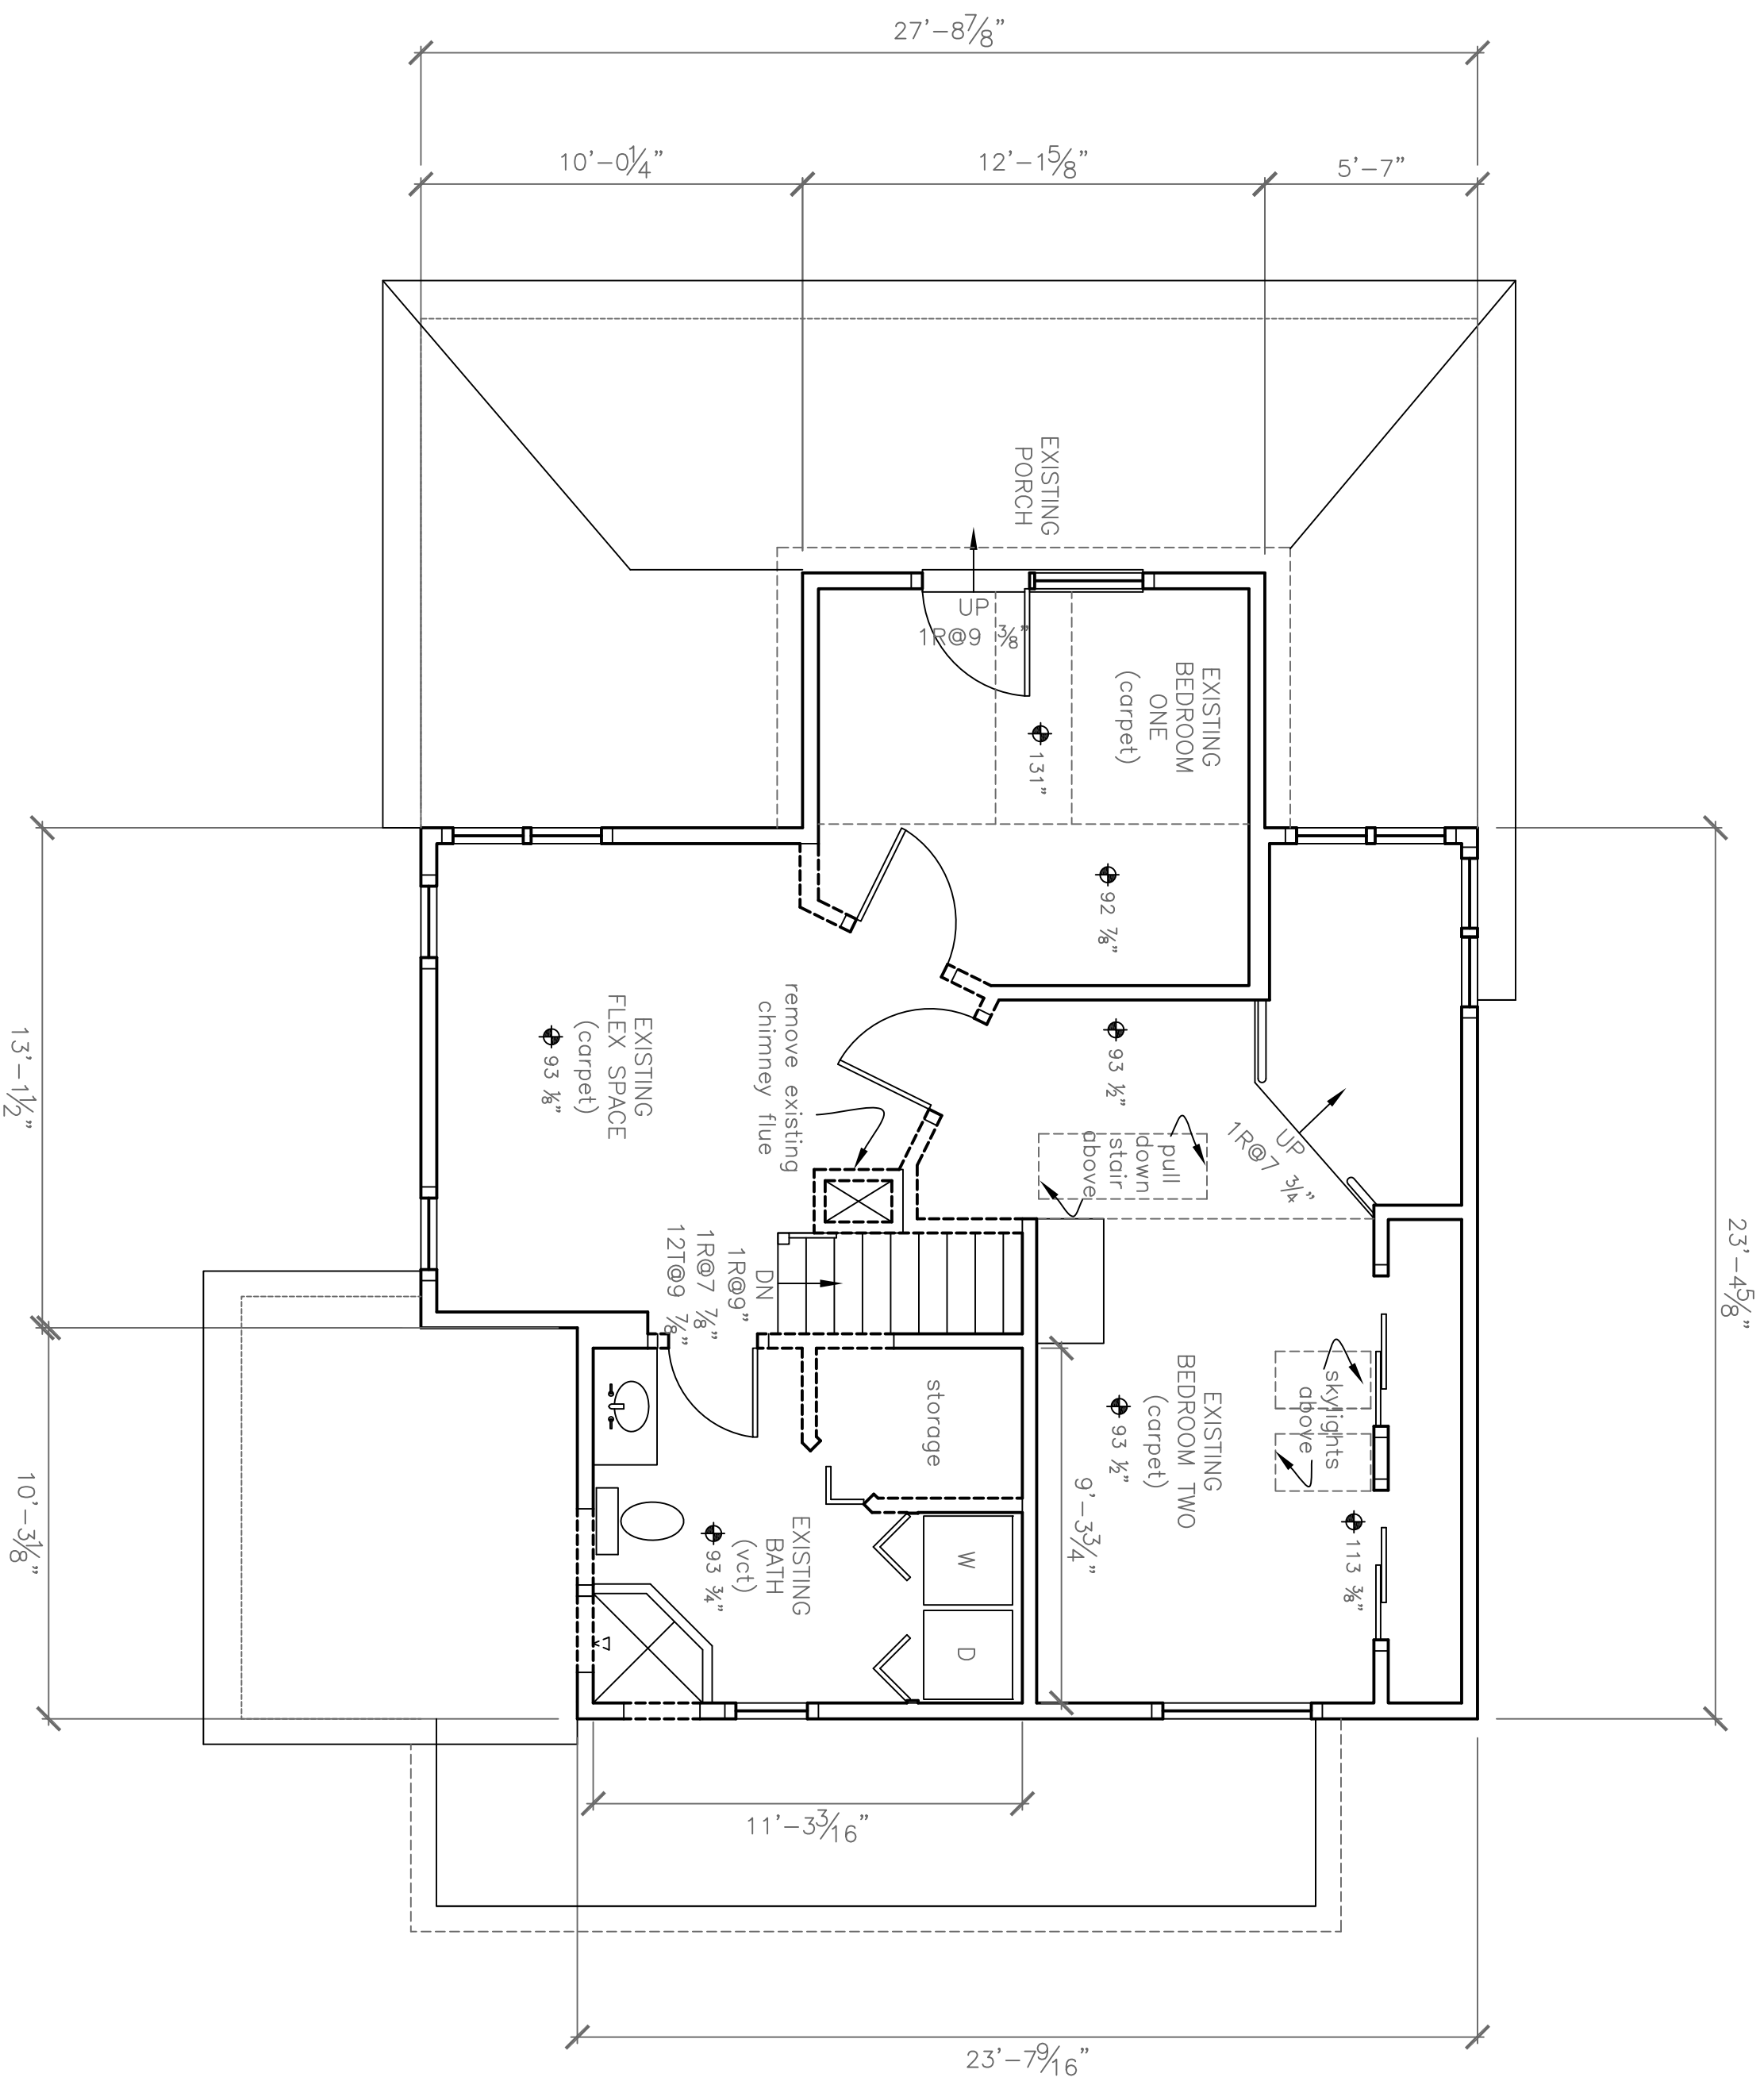 27'-8 7/8"
10'-0 1/4"
12'-1 5/8"
5'-7"
EXISTING
PORCH
UP
1R@9 3/8"
EXISTING
BEDROOM
ONE
(carpet)
131"
92 7/8"
EXISTING
FLEX SPACE
(carpet)
93 1/8"
remove existing
chimney flue
93 1/2"
pull
down
stair
above
UP
1R@7 3/4"
DN
1R@9"
1R@7 7/8"
12T@9 7/8"
storage
EXISTING
BEDROOM TWO
(carpet)
93 1/2"
skylights
above
113 3/8"
9'-3 3/4"
EXISTING
BATH
(vct)
93 3/4"
W
D
13'-1 1/2"
10'-3 1/8"
23'-4 5/8"
11'-3 3/16"
23'-7 9/16"